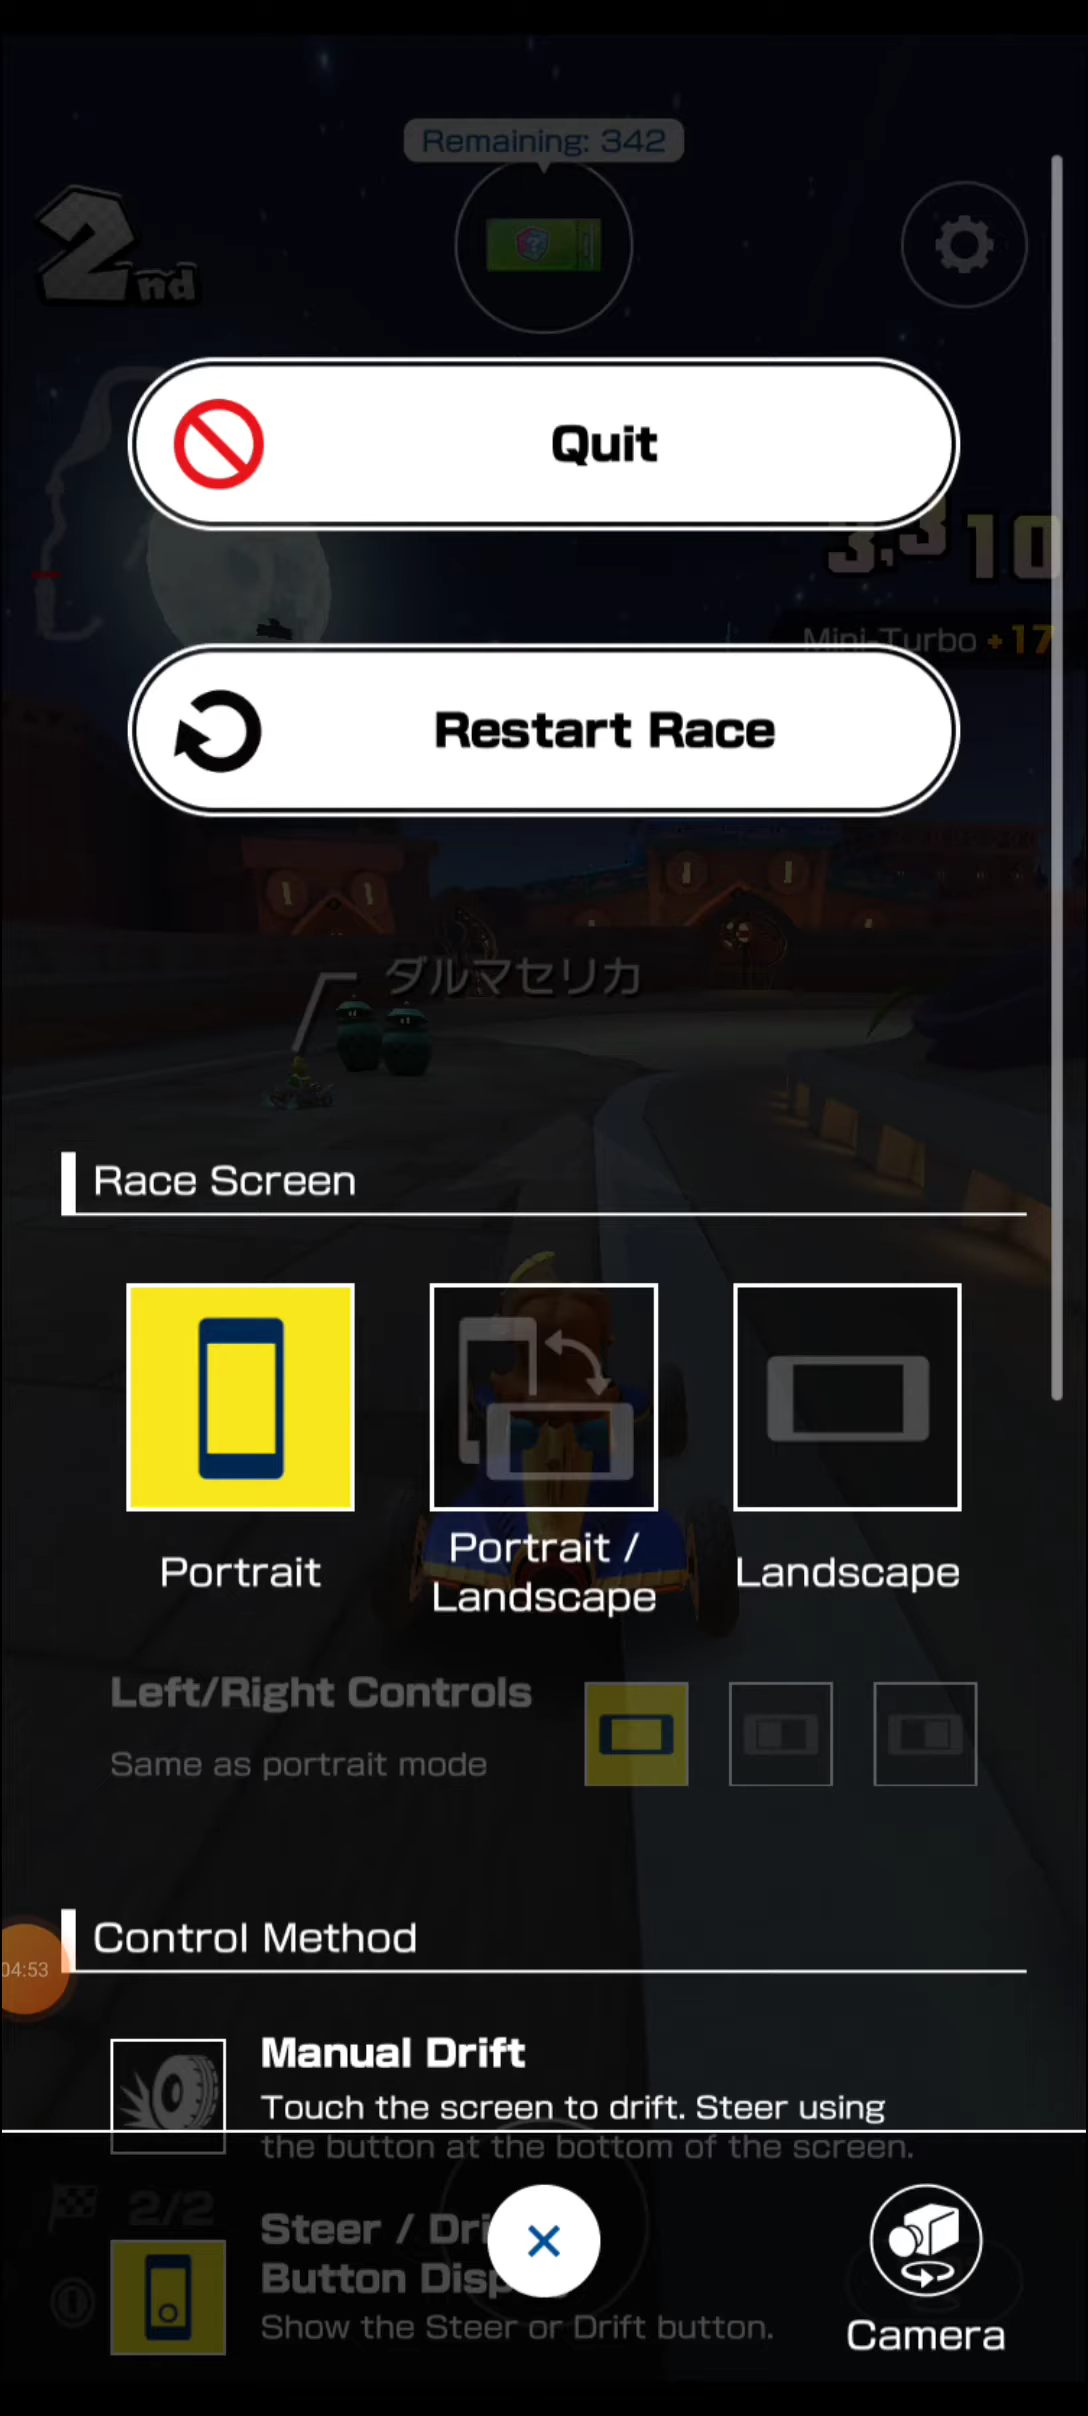 Remaining: 342
2nd
Quit
3,310
Mini-Turbo +17
Restart Race
ダルマセリカ
Race Screen
Portrait
Portrait /
Landscape
Landscape
Left/Right Controls
Same as portrait mode
Control Method
04:53
Manual Drift
Touch the screen to drift. Steer using
the button at the bottom of the screen.
2/2
Steer / Dri
Button Disp
Show the Steer or Drift button.
Camera